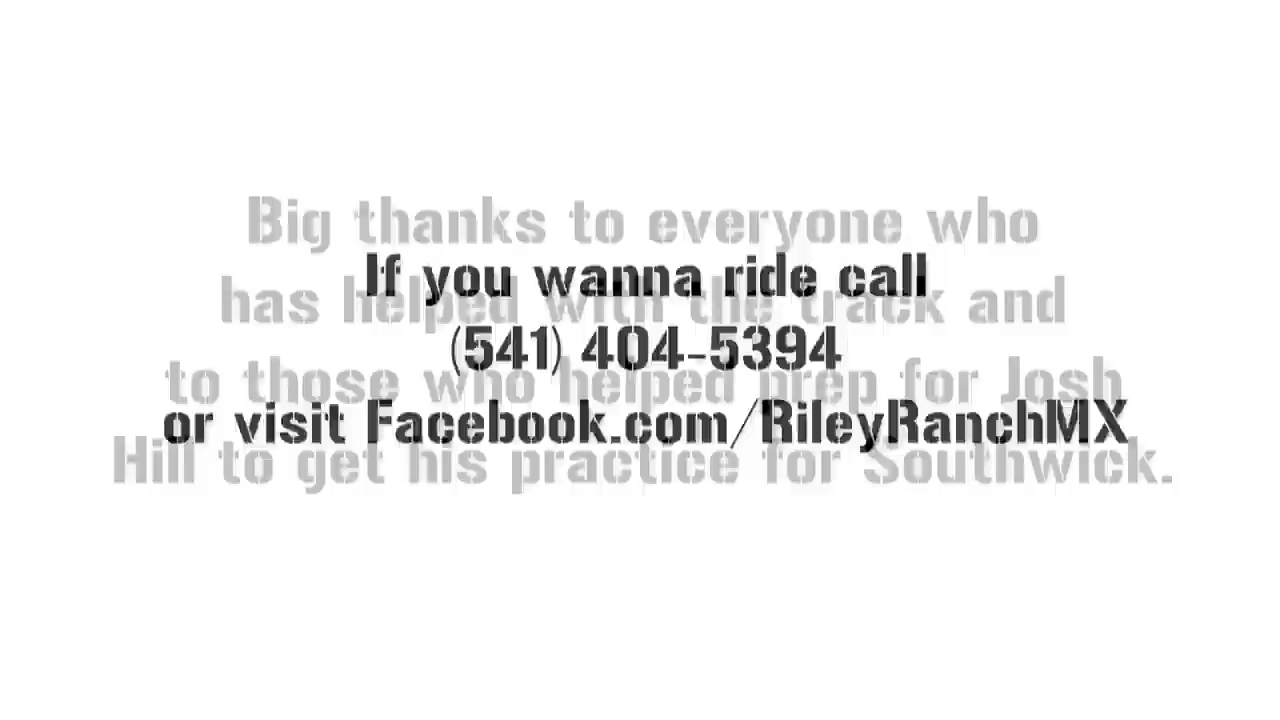 Big thanks to everyone who
If you wanna ride call
has helped with the track and
(541) 404-5394
to those who helped prep for Josh
or visit Facebook.com/RileyRanchMX
Hill to get his practice for Southwick.